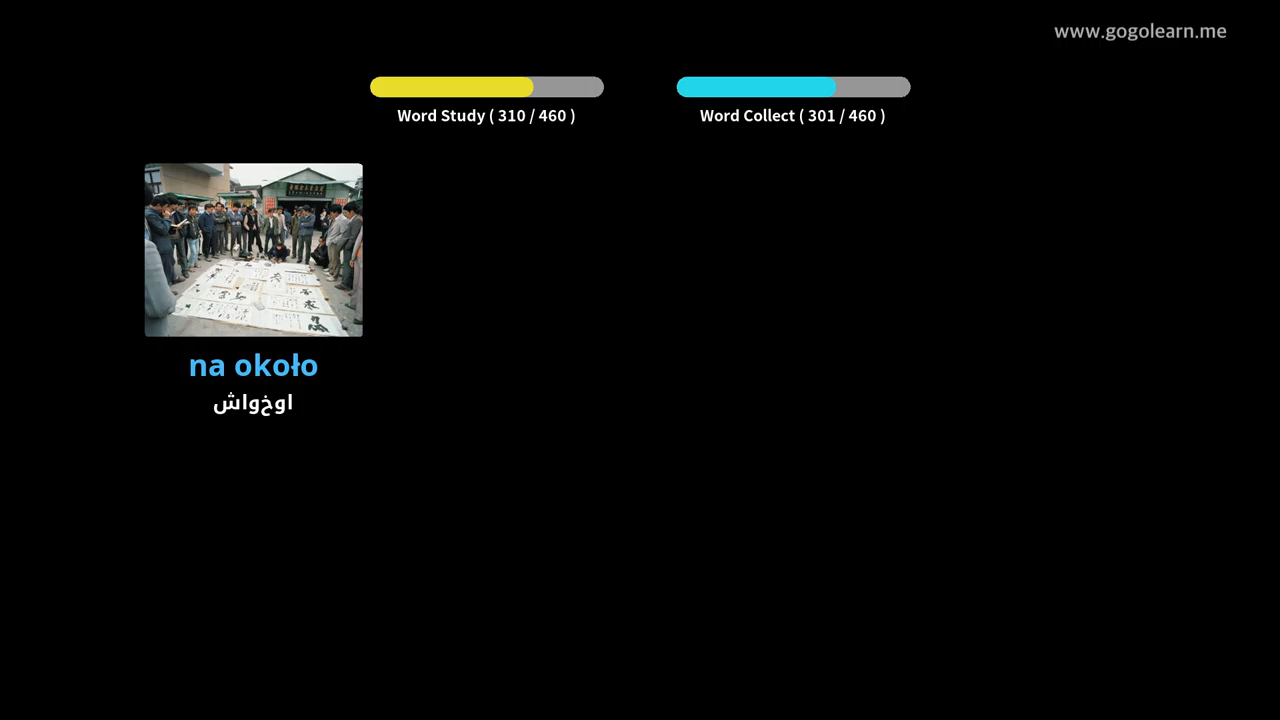 www.gogolearn.me
Word Study ( 310 / 460 )
Word Collect ( 301 / 460 )
na około
اوخواش